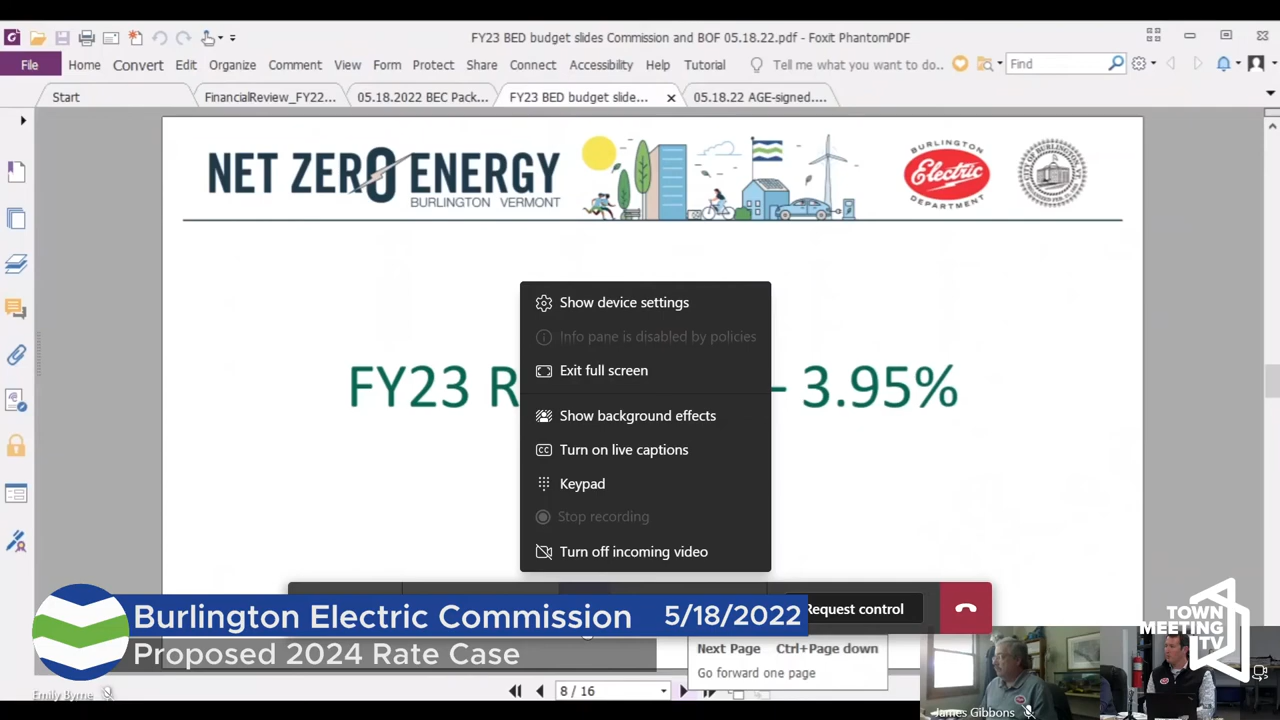 FY23 BED budget slides Commission and BOF 05.18.22.pdf - Foxit PhantomPDF
File Home Convert Edit Organize Comment View Form Protect Share Connect Accessibility Help Tutorial Tell me what you want to do.. Find
Start FinancialReview_FY22... 05.18.2022 BEC Pack... FY23 BED budget slide... 05.18.22 AGE-signed....
NET ZERO ENERGY
BURLINGTON VERMONT
BURLINGTON
Electric
DEPARTMENT
Show device settings
Info pane is disabled by policies
Exit full screen
FY23 R - 3.95%
Show background effects
Turn on live captions
Keypad
Stop recording
Turn off incoming video
Request control
Burlington Electric Commission 5/18/2022
Proposed 2024 Rate Case
TOWN
MEETING
TV
Next Page Ctrl+Page down
Go forward one page
8 / 16
Emily Byrne
James Gibbons